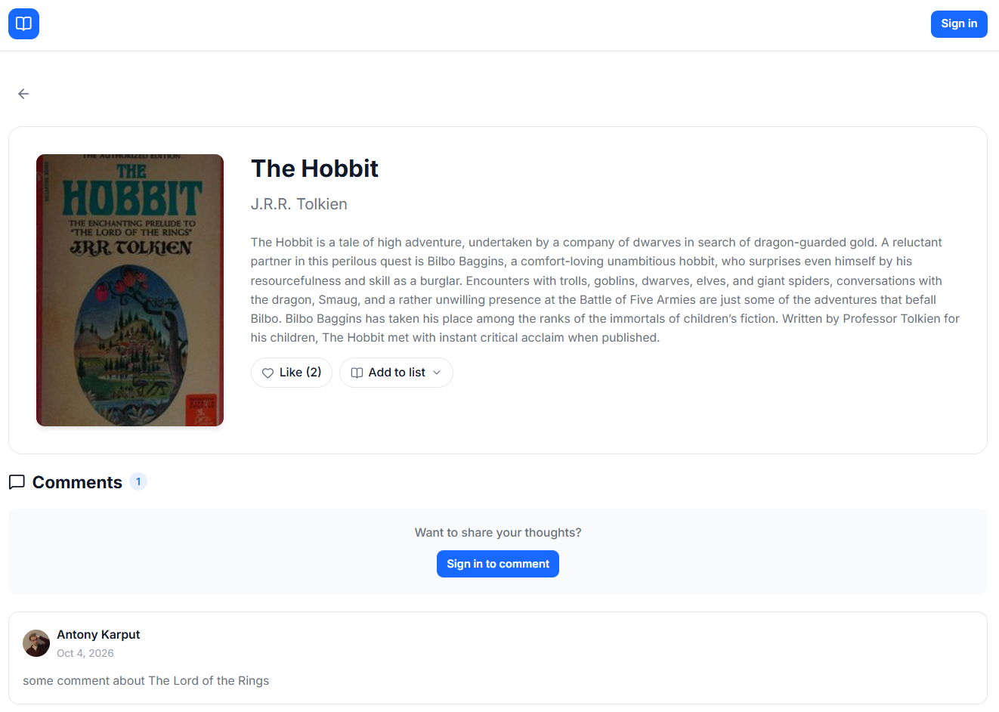 Sign in
THE AUTHORIZED EDITION
THE
HOBBIT
THE ENCHANTING PRELUDE TO
"THE LORD OF THE RINGS"
J.R.R. TOLKIEN
The Hobbit
J.R.R. Tolkien
The Hobbit is a tale of high adventure, undertaken by a company of dwarves in search of dragon-guarded gold. A reluctant
partner in this perilous quest is Bilbo Baggins, a comfort-loving unambitious hobbit, who surprises even himself by his
resourcefulness and skill as a burglar. Encounters with trolls, goblins, dwarves, elves, and giant spiders, conversations with
the dragon, Smaug, and a rather unwilling presence at the Battle of Five Armies are just some of the adventures that befall
Bilbo. Bilbo Baggins has taken his place among the ranks of the immortals of children’s fiction. Written by Professor Tolkien for
his children, The Hobbit met with instant critical acclaim when published.
Like (2)
Add to list
Comments 1
Want to share your thoughts?
Sign in to comment
Antony Karput
Oct 4, 2026
some comment about The Lord of the Rings